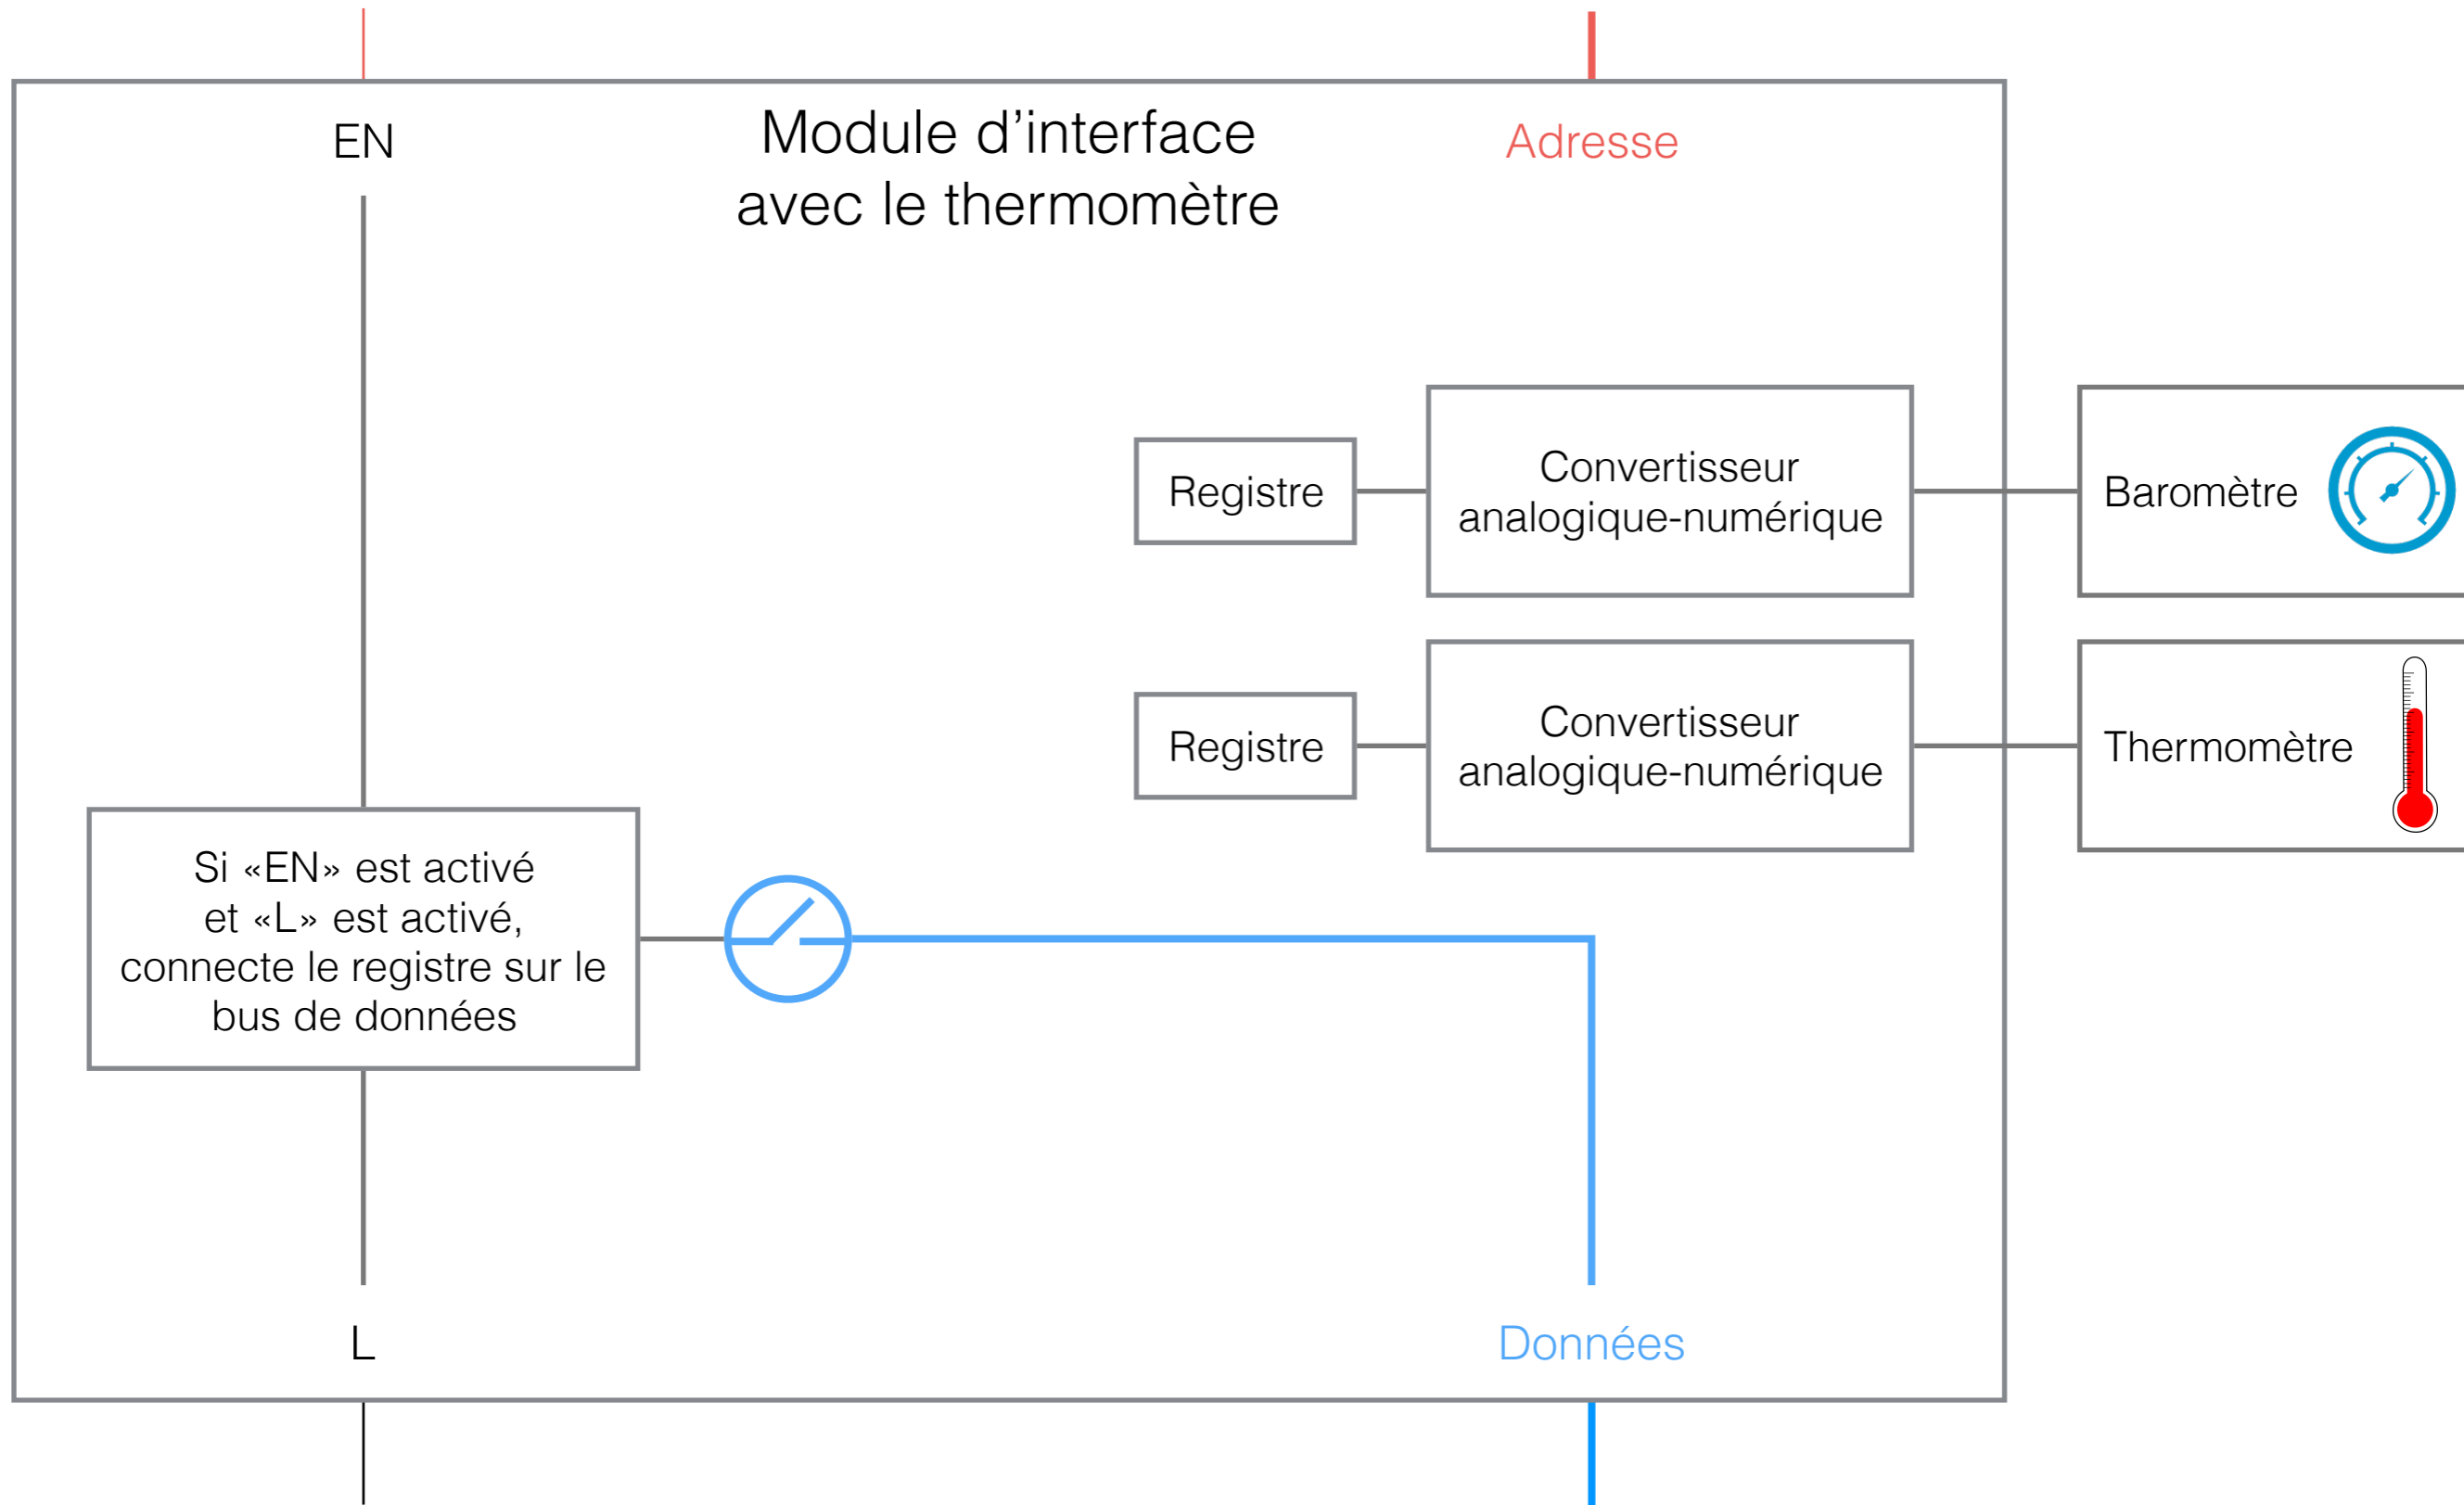 EN
Module d’interface
avec le thermomètre
Adresse
Registre
Convertisseur
analogique-numérique
Baromètre
Registre
Convertisseur
analogique-numérique
Thermomètre
Si «EN» est activé
et «L» est activé,
connecte le registre sur le
bus de données
L
Données